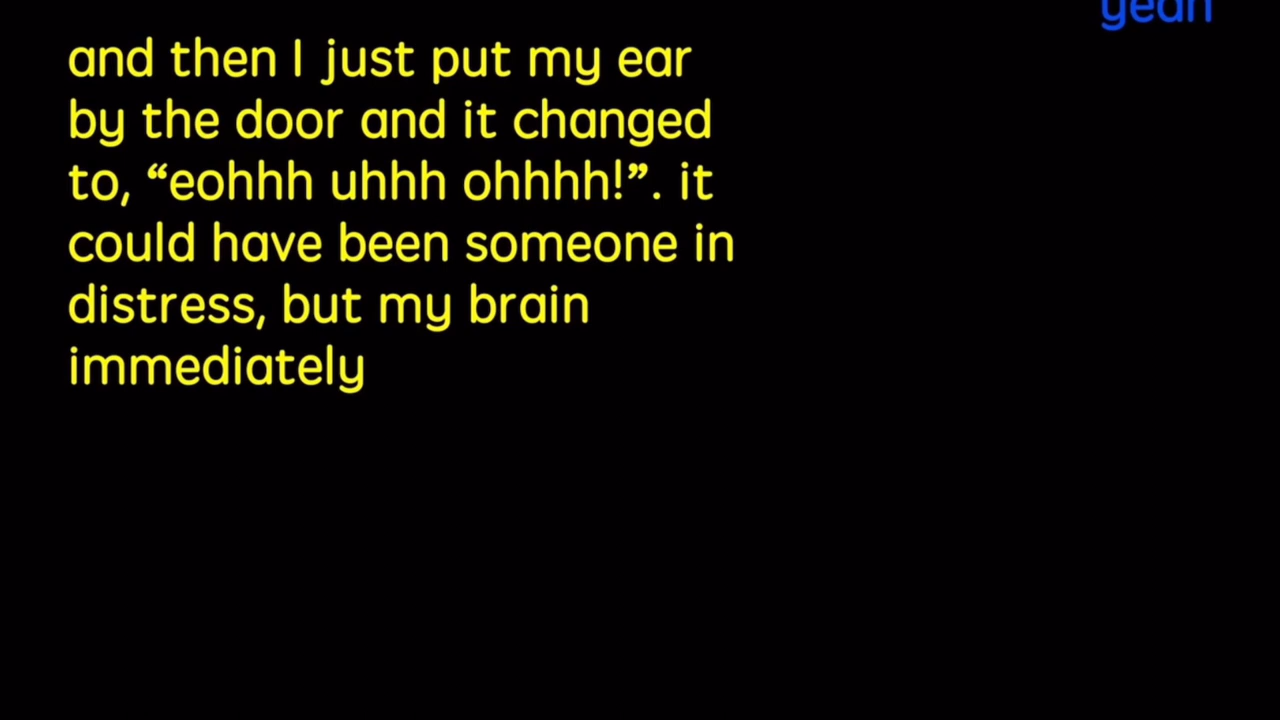 yeah
and then I just put my ear
by the door and it changed
to, “eohhh uhhh ohhhh!”. it
could have been someone in
distress, but my brain
immediately